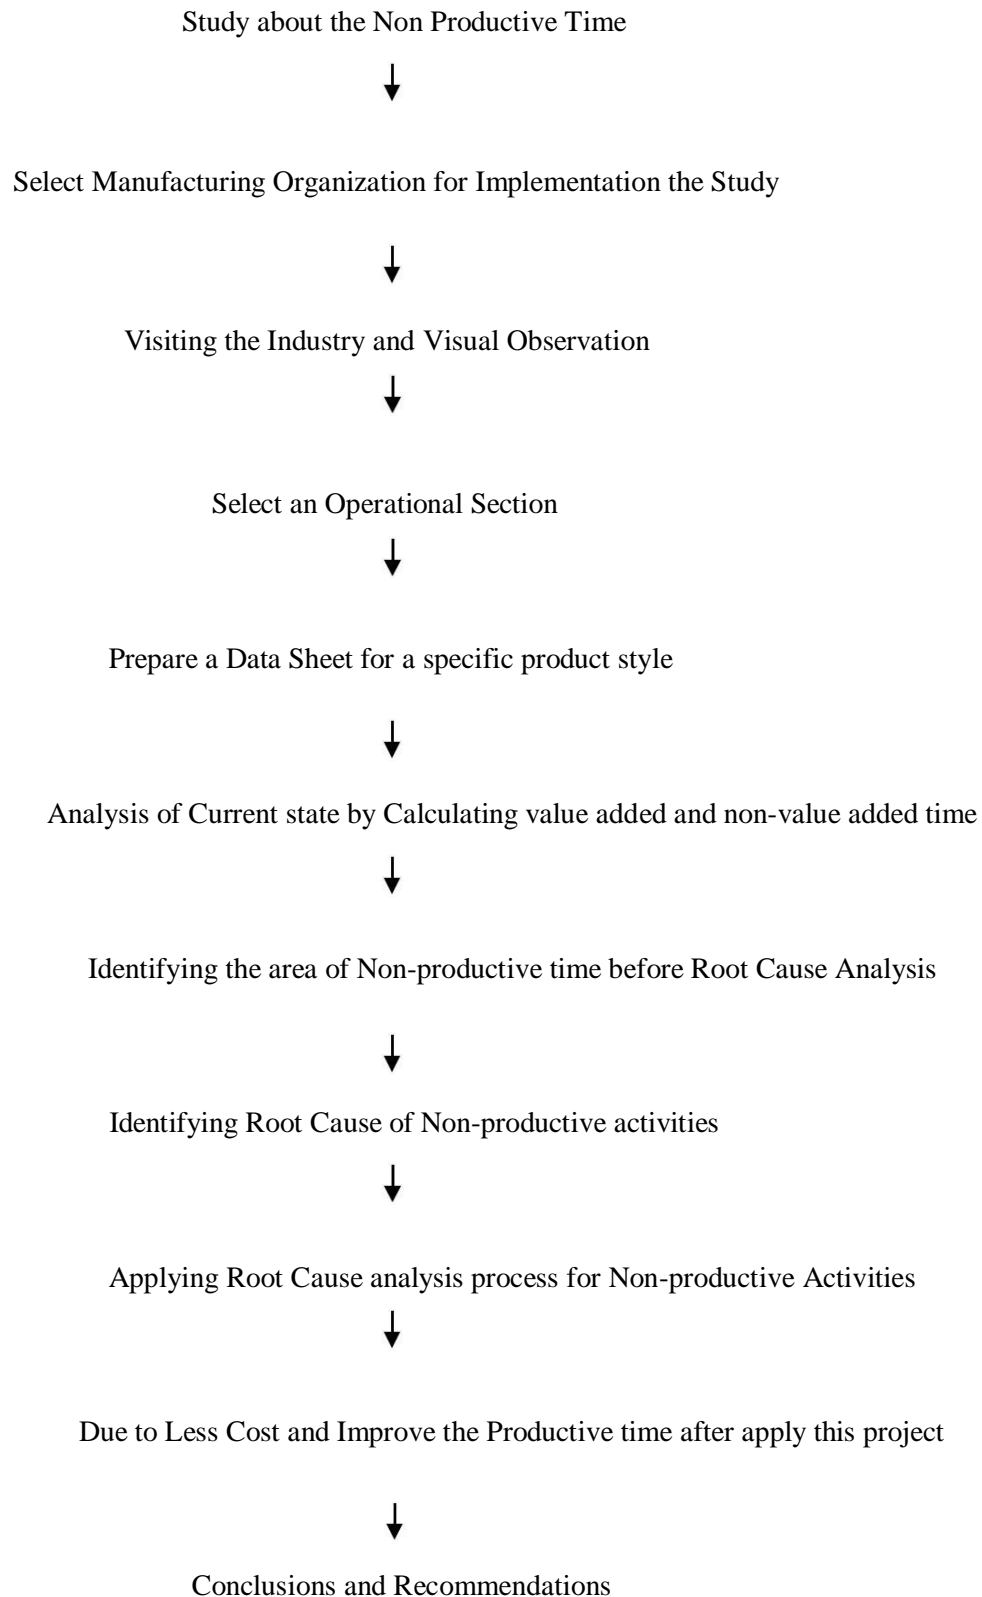 Study about the Non Productive Time
Select Manufacturing Organization for Implementation the Study
Visiting the Industry and Visual Observation
Select an Operational Section
Prepare a Data Sheet for a specific product style
Analysis of Current state by Calculating value added and non-value added time
Identifying the area of Non-productive time before Root Cause Analysis
Identifying Root Cause of Non-productive activities
Applying Root Cause analysis process for Non-productive Activities
Due to Less Cost and Improve the Productive time after apply this project
Conclusions and Recommendations